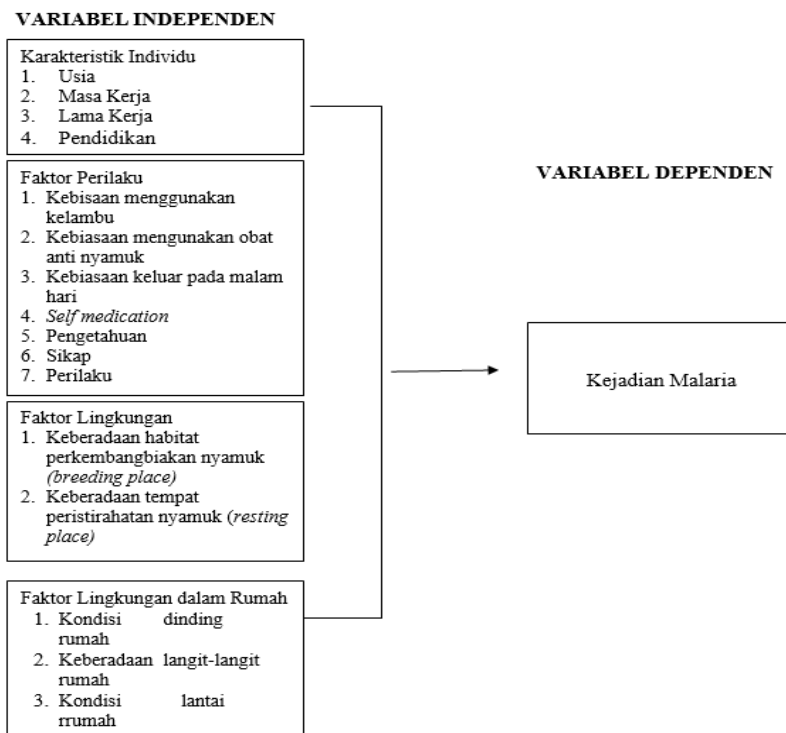 VARIABEL INDEPENDEN
Karakteristik Individu
1. Usia
2. Masa Kerja
3. Lama Kerja
4. Pendidikan
Faktor Perilaku
1. Kebisaan menggunakan
kelambu
2. Kebiasaan mengunakan obat
anti nyamuk
3. Kebiasaan keluar pada malam
hari
4. Self medication
5. Pengetahuan
6. Sikap
7. Perilaku
Faktor Lingkungan
1. Keberadaan habitat
perkembangbiakan nyamuk
(breeding place)
2. Keberadaan tempat
peristirahatan nyamuk (resting
place)
Faktor Lingkungan dalam Rumah
1. Kondisi dinding
rumah
2. Keberadaan langit-langit
rumah
3. Kondisi lantai
rrumah
VARIABEL DEPENDEN
Kejadian Malaria